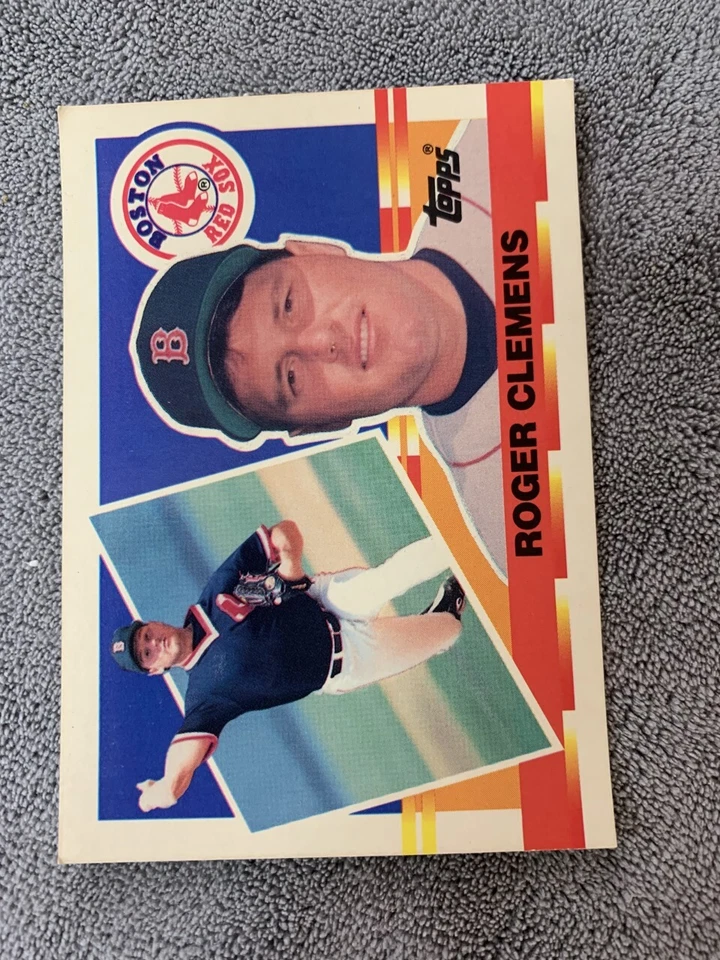 BOSTON
RED SOX
®
B
topps®
ROGER CLEMENS
B